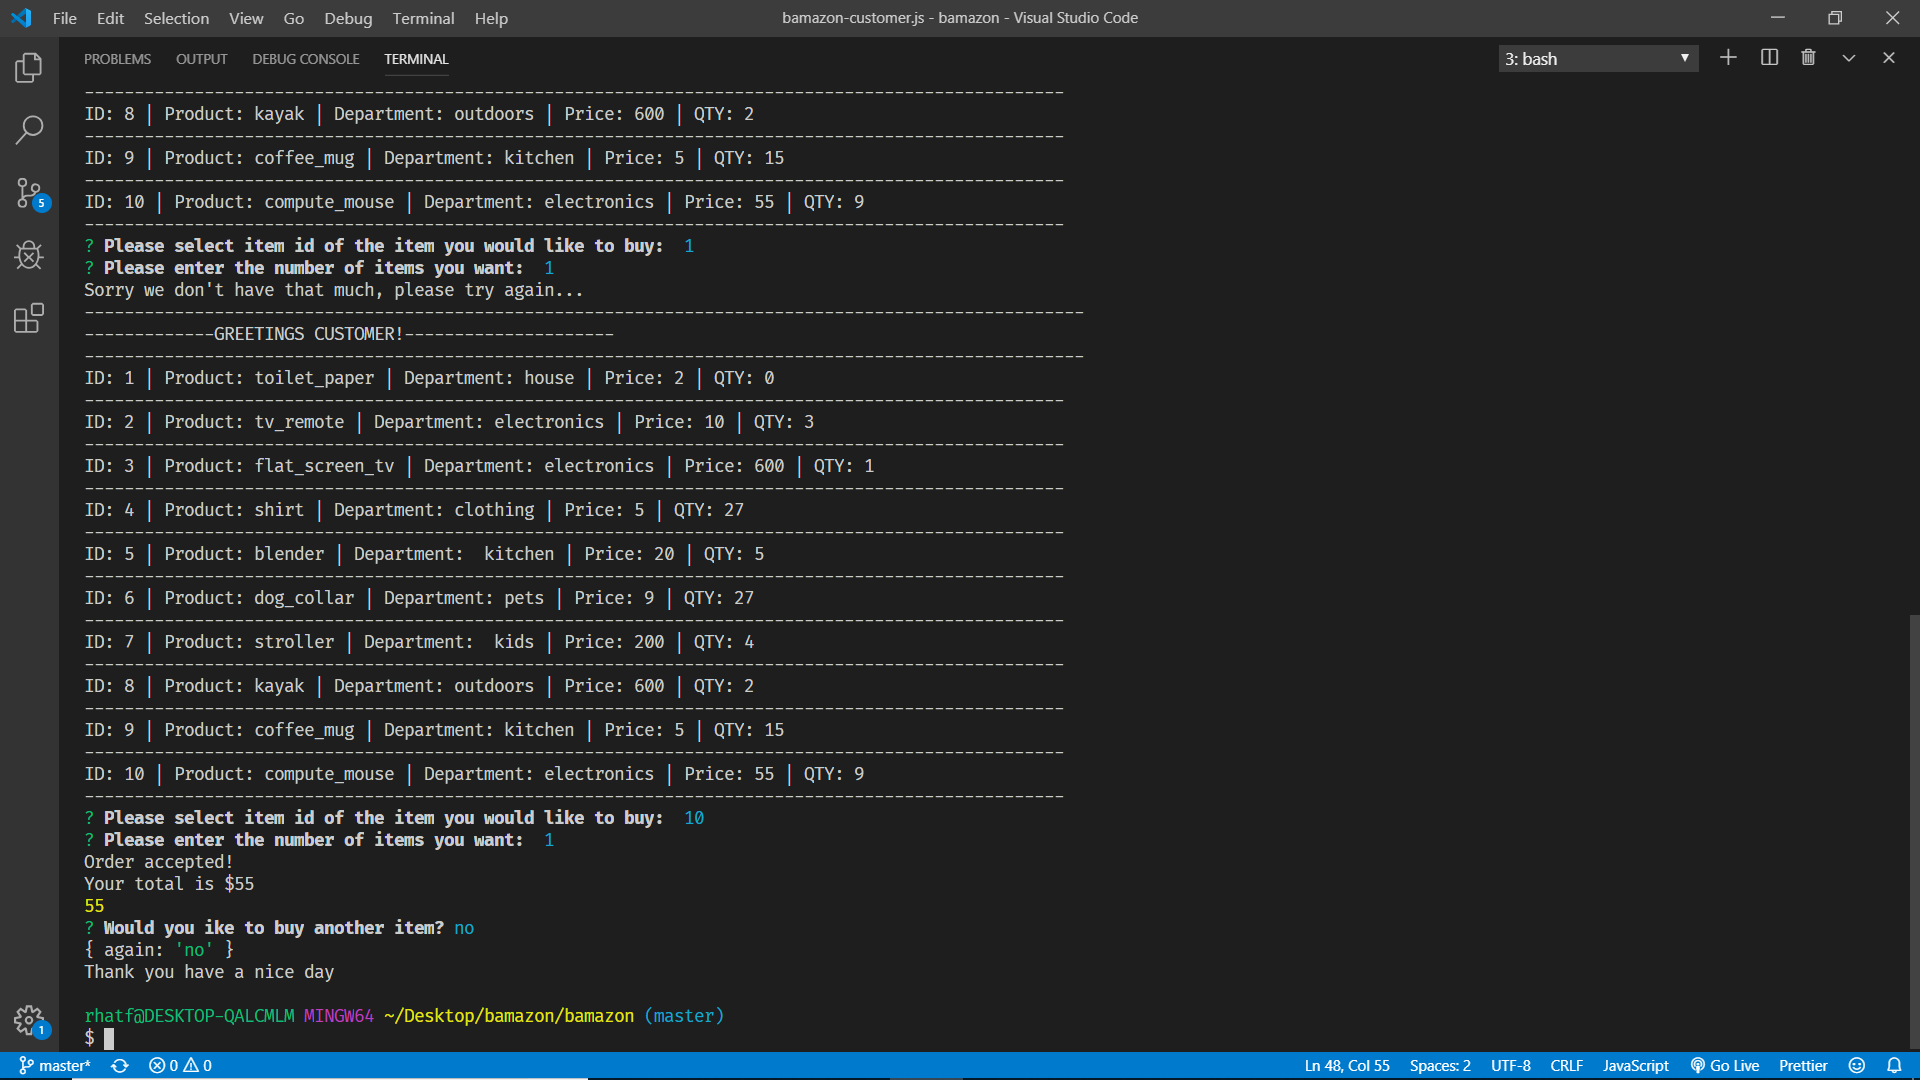 File Edit Selection View Go Debug Terminal Help bamazon-customer.js - bamazon - Visual Studio Code
PROBLEMS OUTPUT DEBUG CONSOLE TERMINAL 3: bash
--------------------------------------------------------------------------------------------------
ID: 8 | Product: kayak | Department: outdoors | Price: 600 | QTY: 2
--------------------------------------------------------------------------------------------------
ID: 9 | Product: coffee_mug | Department: kitchen | Price: 5 | QTY: 15
--------------------------------------------------------------------------------------------------
ID: 10 | Product: compute_mouse | Department: electronics | Price: 55 | QTY: 9
--------------------------------------------------------------------------------------------------
? Please select item id of the item you would like to buy:  1
? Please enter the number of items you want:  1
Sorry we don't have that much, please try again...
----------------------------------------------------------------------------------------------------
-------------GREETINGS CUSTOMER!---------------------
----------------------------------------------------------------------------------------------------
ID: 1 | Product: toilet_paper | Department: house | Price: 2 | QTY: 0
--------------------------------------------------------------------------------------------------
ID: 2 | Product: tv_remote | Department: electronics | Price: 10 | QTY: 3
--------------------------------------------------------------------------------------------------
ID: 3 | Product: flat_screen_tv | Department: electronics | Price: 600 | QTY: 1
--------------------------------------------------------------------------------------------------
ID: 4 | Product: shirt | Department: clothing | Price: 5 | QTY: 27
--------------------------------------------------------------------------------------------------
ID: 5 | Product: blender | Department:  kitchen | Price: 20 | QTY: 5
--------------------------------------------------------------------------------------------------
ID: 6 | Product: dog_collar | Department: pets | Price: 9 | QTY: 27
--------------------------------------------------------------------------------------------------
ID: 7 | Product: stroller | Department:  kids | Price: 200 | QTY: 4
--------------------------------------------------------------------------------------------------
ID: 8 | Product: kayak | Department: outdoors | Price: 600 | QTY: 2
--------------------------------------------------------------------------------------------------
ID: 9 | Product: coffee_mug | Department: kitchen | Price: 5 | QTY: 15
--------------------------------------------------------------------------------------------------
ID: 10 | Product: compute_mouse | Department: electronics | Price: 55 | QTY: 9
--------------------------------------------------------------------------------------------------
? Please select item id of the item you would like to buy:  10
? Please enter the number of items you want:  1
Order accepted!
Your total is $55
55
? Would you ike to buy another item? no
{ again: 'no' }
Thank you have a nice day
rhatf@DESKTOP-QALCMLM MINGW64 ~/Desktop/bamazon/bamazon (master)
$
5
1
master* 0 0 Ln 48, Col 55 Spaces: 2 UTF-8 CRLF JavaScript Go Live Prettier